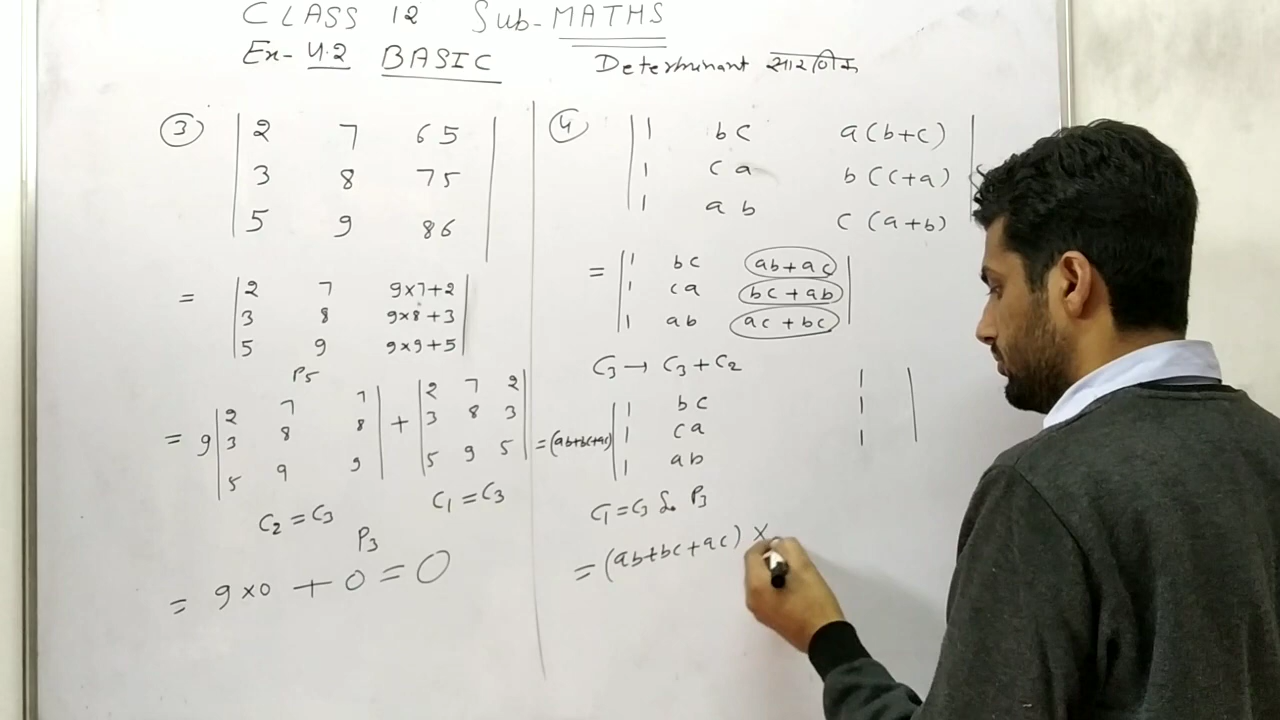 CLASS 12 Sub-MATHS
Ex- 4.2 BASIC Determinant सारणिक
③ | 2 7 65 |
| 3 8 75 |
| 5 9 86 |
= | 2 7 9×7+2 |
| 3 8 9×8+3 |
| 5 9 9×9+5 |
P5
= 9 | 2 7 7 | + | 2 7 2 |
| 3 8 8 | | 3 8 3 |
| 5 9 9 | | 5 9 5 |
C2 = C3 C1 = C3
P3
= 9×0 + 0 = 0
④ | 1 bc a(b+c) |
| 1 ca b(c+a) |
| 1 ab c(a+b) |
= | 1 bc ab+ac |
| 1 ca bc+ab |
| 1 ab ac+bc |
C3 → C3+C2
= (ab+bc+ac) | 1 bc 1 |
| 1 ca 1 |
| 1 ab 1 |
C1=C3 So P3
= (ab+bc+ac) ×